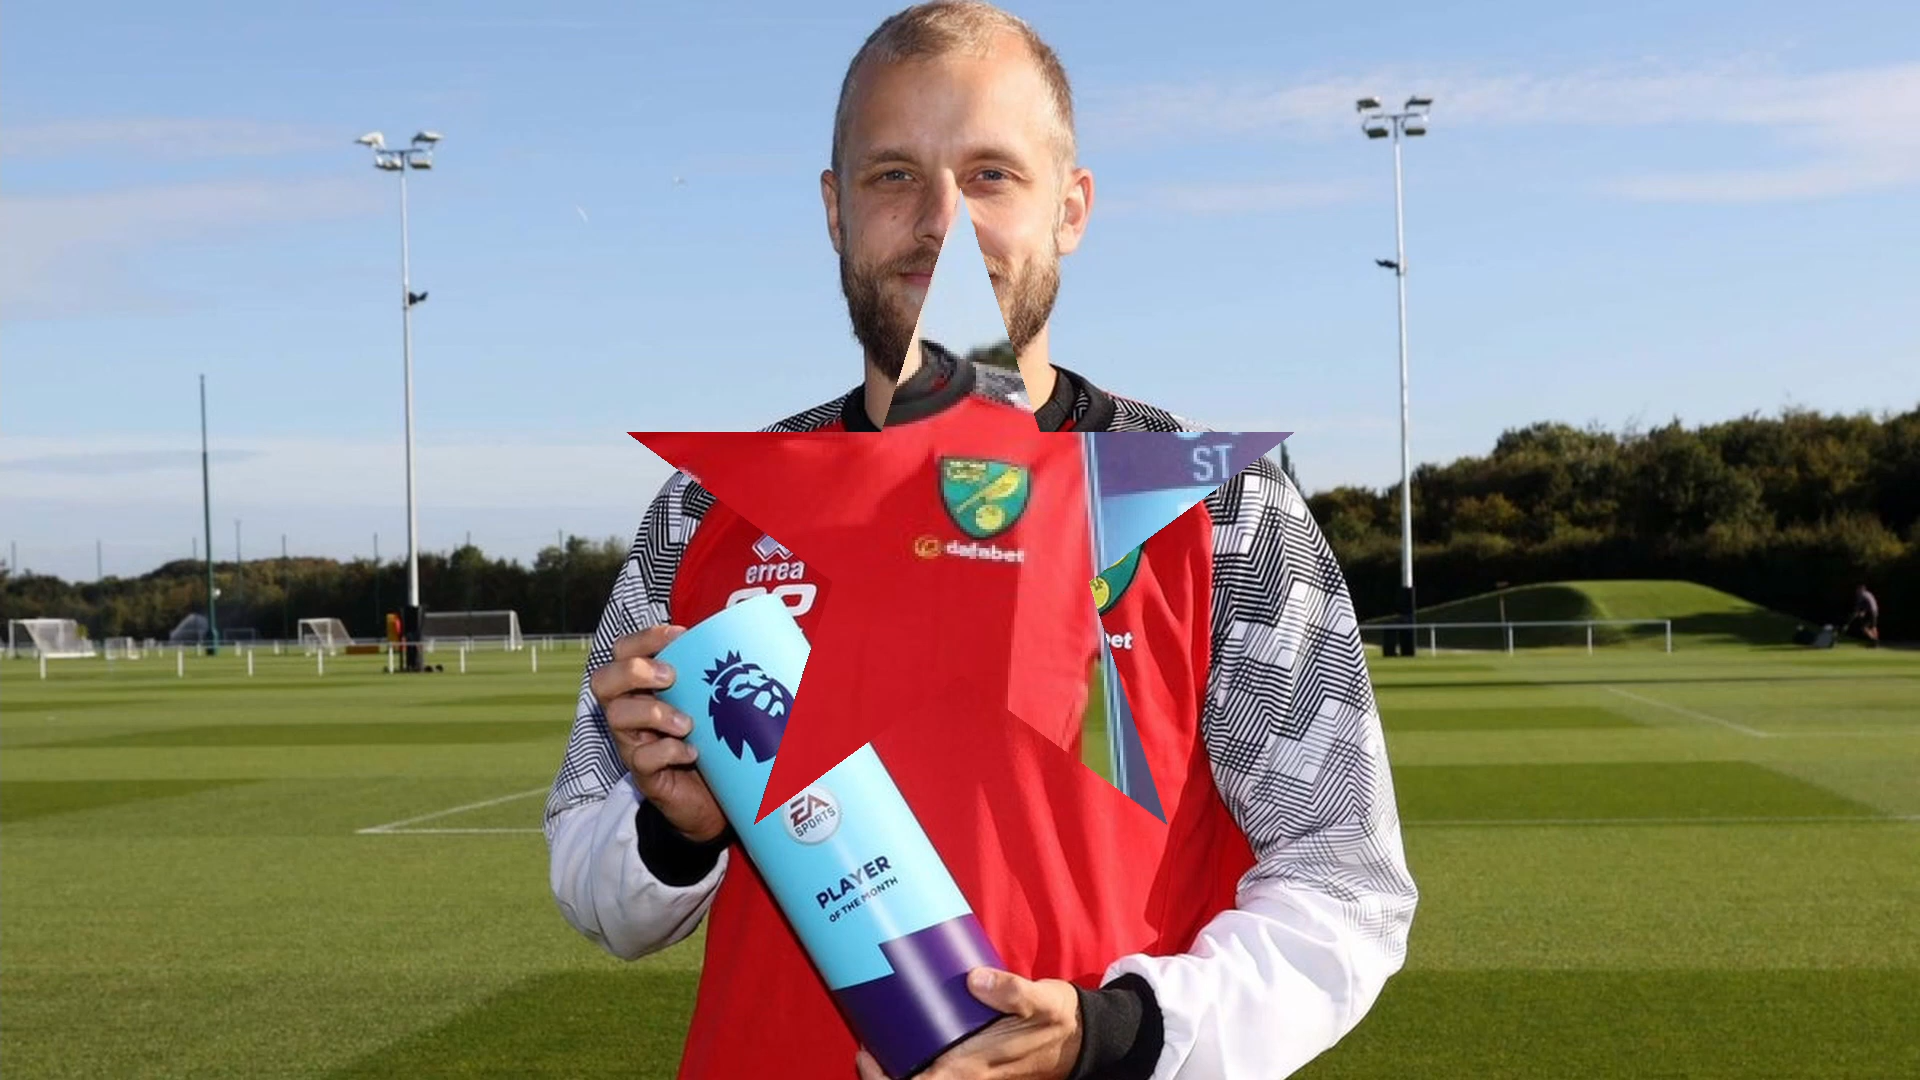 ST
dafabet
errea
bet
EA
SPORTS
PLAYER
OF THE MONTH